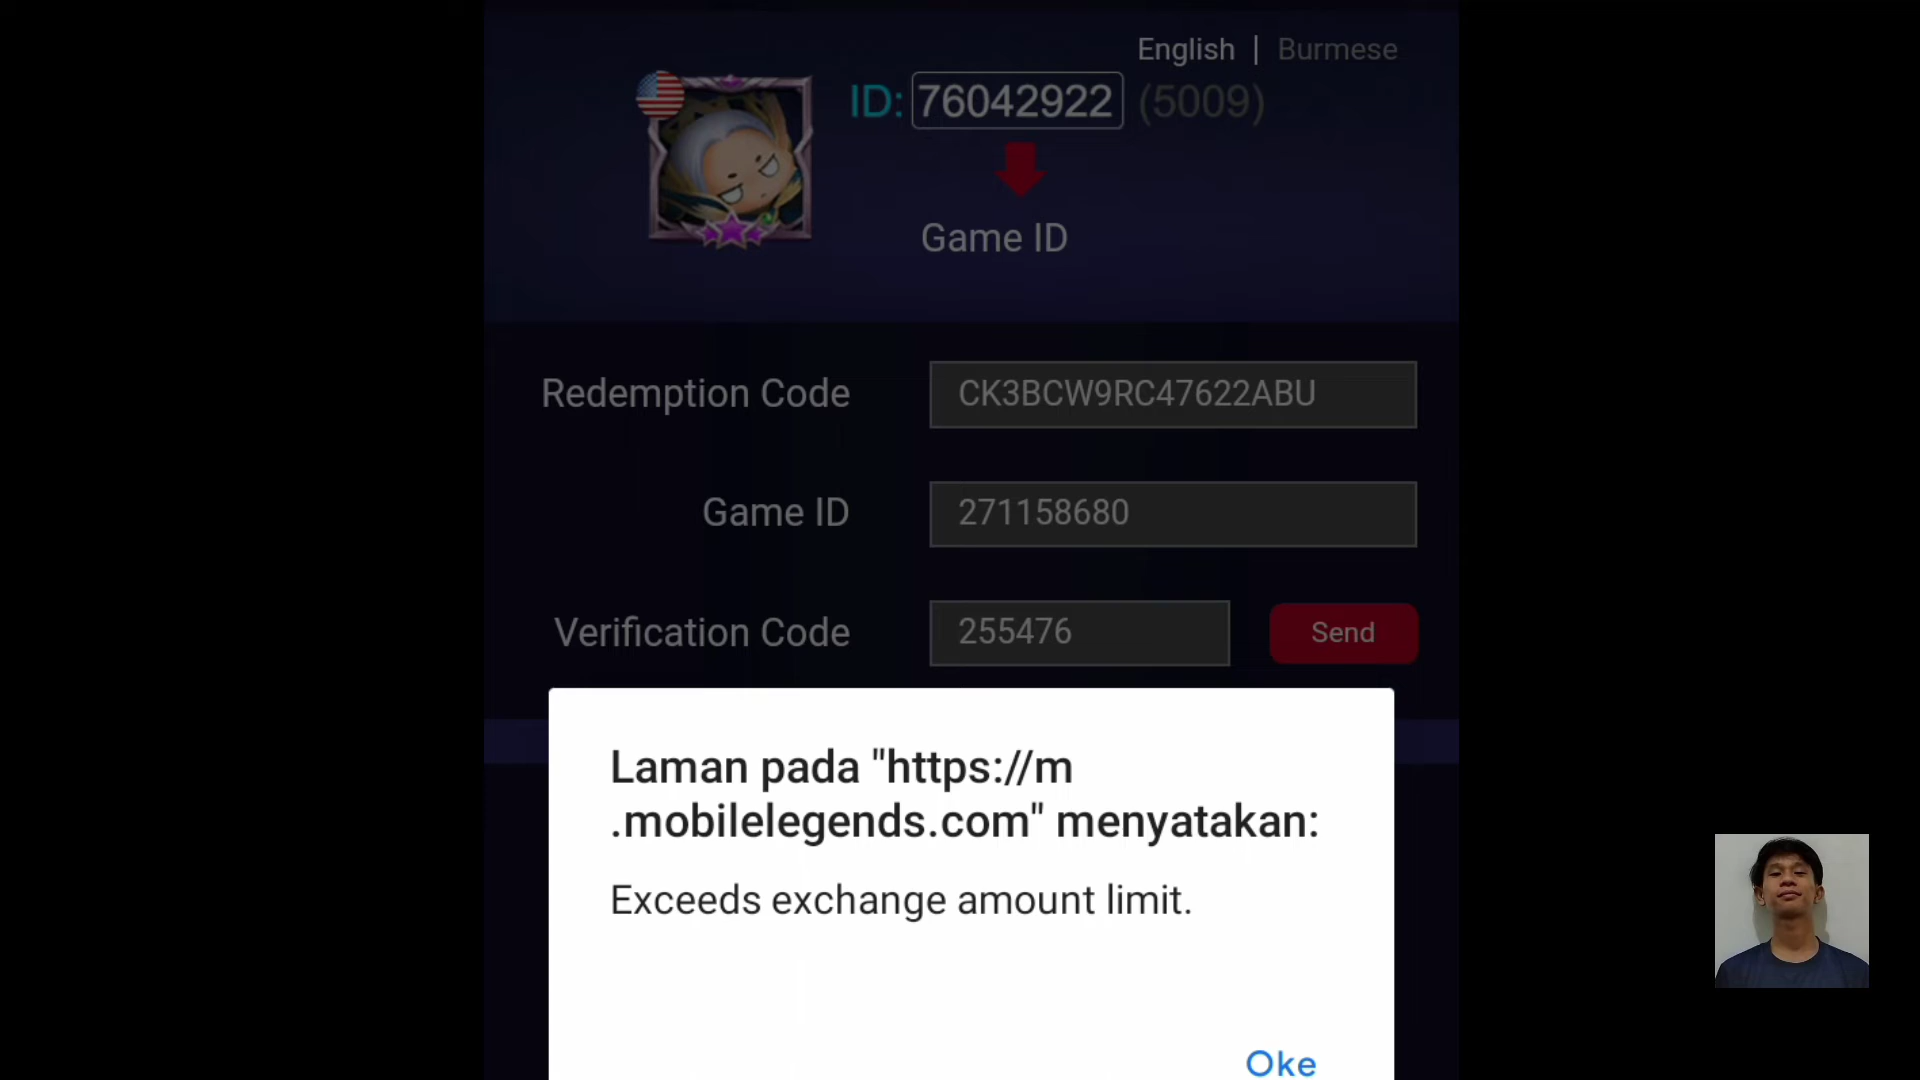 English | Burmese
ID: 76042922 (5009)
Game ID
Redemption Code CK3BCW9RC47622ABU
Game ID 271158680
Verification Code 255476 Send
Laman pada "https://m
.mobilelegends.com" menyatakan:
Exceeds exchange amount limit.
Oke